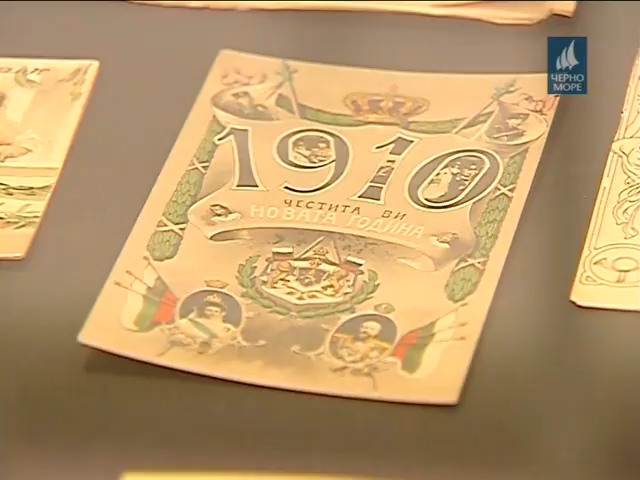 ЧЕРНО
МОРЕ
1910
ЧЕСТИТА ВИ
НОВАТА ГОДИНА